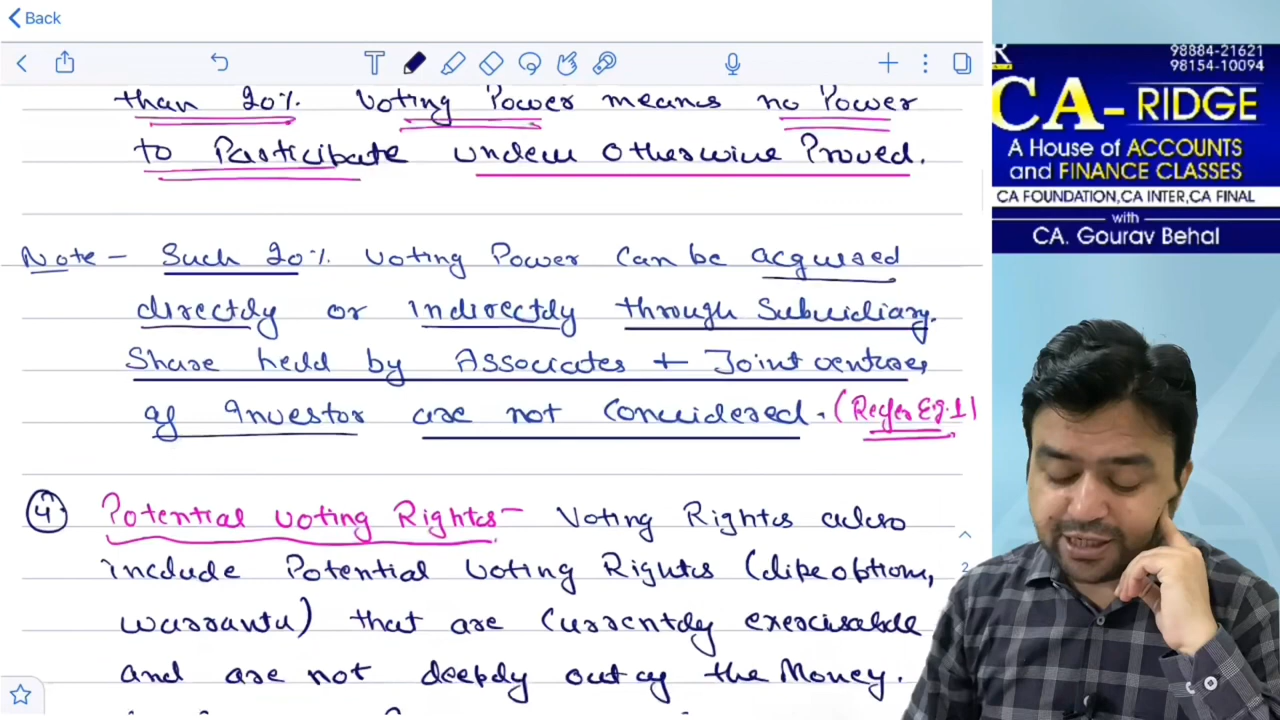 Back
than 20% Voting Power means no Power
to Participate unless otherwise Proved.
Note - Such 20% Voting Power can be acquired
directly or indirectly through Subsidiary.
Share held by Associates + Joint ventures
of Investor are not considered. (Refer Eg. 1)
4 Potential Voting Rights - Voting Rights also
include Potential Voting Rights (like options,
warrants) that are currently exercisable
and are not deeply out of the Money.
2
R
98884-21621
98154-10094
CA- RIDGE
A House of ACCOUNTS
and FINANCE CLASSES
CA FOUNDATION,CA INTER,CA FINAL
with
CA. Gourav Behal